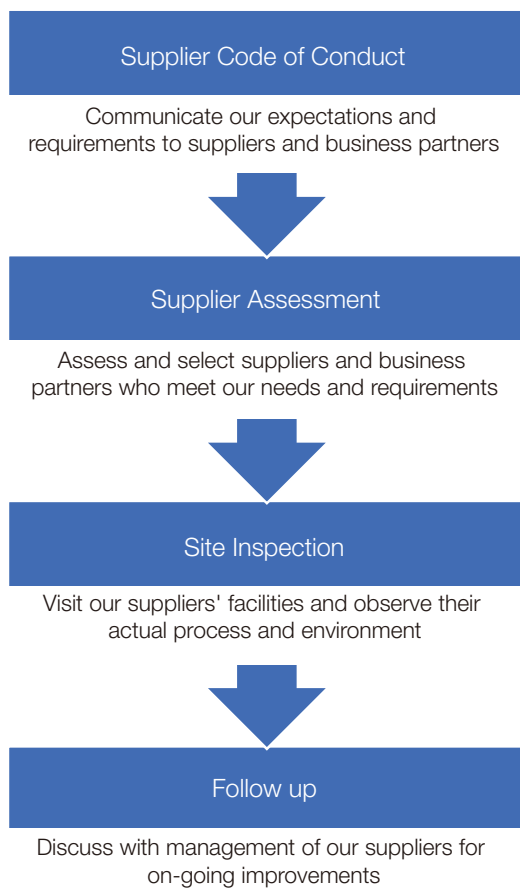 Supplier Code of Conduct
Communicate our expectations and
requirements to suppliers and business partners
Supplier Assessment
Assess and select suppliers and business
partners who meet our needs and requirements
Site Inspection
Visit our suppliers' facilities and observe their
actual process and environment
Follow up
Discuss with management of our suppliers for
on-going improvements